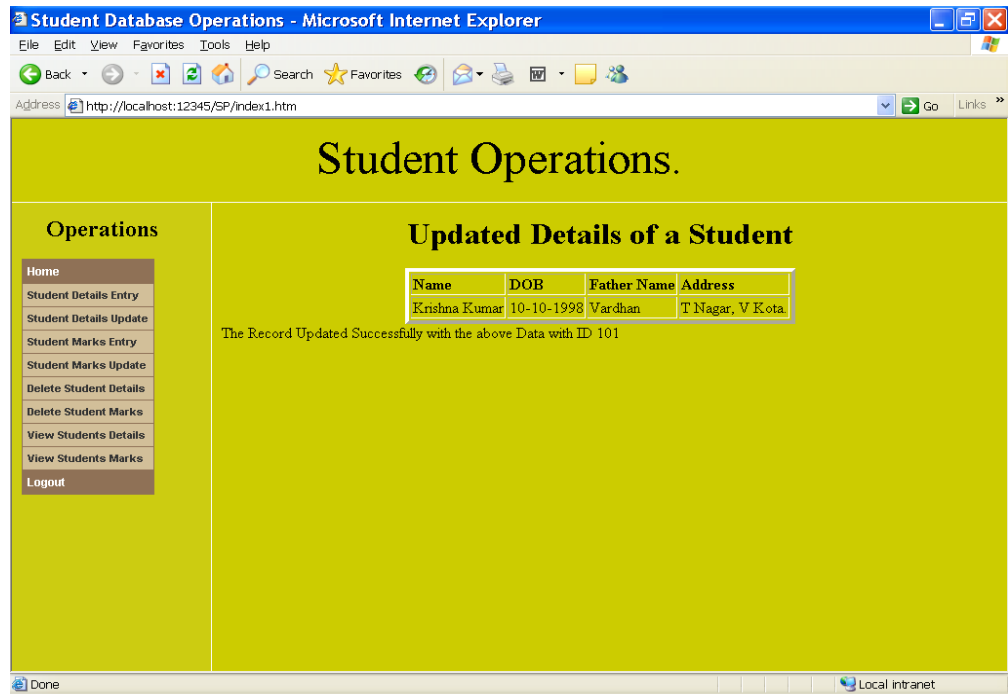 Student Database Operations - Microsoft Internet Explorer
File Edit View Favorites Tools Help
Back Search Favorites
Address http://localhost:12345/SP/index1.htm Go Links »
Student Operations.
Operations
Home
Student Details Entry
Student Details Update
Student Marks Entry
Student Marks Update
Delete Student Details
Delete Student Marks
View Students Details
View Students Marks
Logout
Updated Details of a Student
Name DOB Father Name Address
Krishna Kumar 10-10-1998 Vardhan T Nagar, V Kota.
The Record Updated Successfully with the above Data with ID 101
Done Local intranet